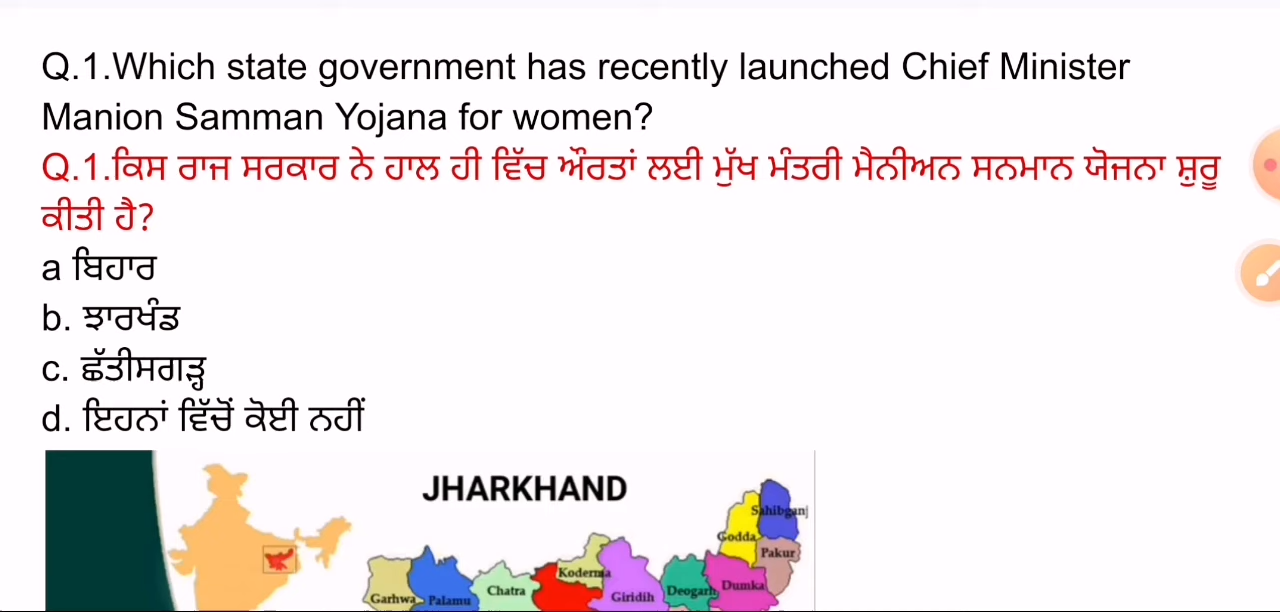 Q.1.Which state government has recently launched Chief Minister
Manion Samman Yojana for women?
Q.1.ਕਿਸ ਰਾਜ ਸਰਕਾਰ ਨੇ ਹਾਲ ਹੀ ਵਿੱਚ ਔਰਤਾਂ ਲਈ ਮੁੱਖ ਮੰਤਰੀ ਮੈਨੀਅਨ ਸਨਮਾਨ ਯੋਜਨਾ ਸ਼ੁਰੂ
ਕੀਤੀ ਹੈ?
a ਬਿਹਾਰ
b. ਝਾਰਖੰਡ
c. ਛੱਤੀਸਗੜ੍ਹ
d. ਇਹਨਾਂ ਵਿੱਚੋਂ ਕੋਈ ਨਹੀਂ
JHARKHAND
Sahibganj
Godda
Pakur
Koderma
Garhwa Palamu Chatra Giridih Deogarh Dumka